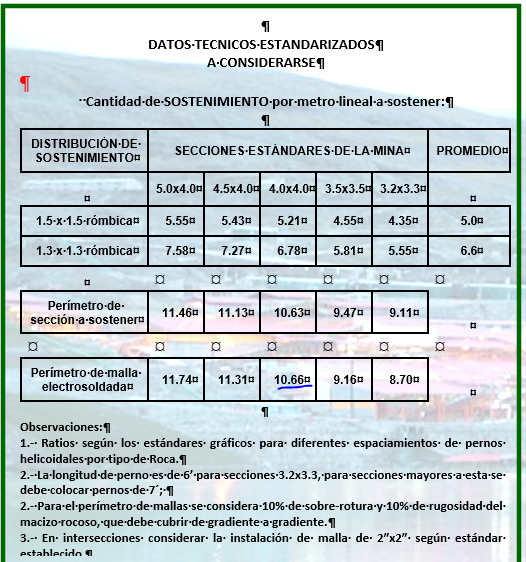 DATOS TECNICOS ESTANDARIZADOS
A CONSIDERARSE
Cantidad de SOSTENIMIENTO por metro lineal a sostener:
DISTRIBUCIÓN DE SOSTENIMIENTO SECCIONES ESTÁNDARES DE LA MINA PROMEDIO
5.0x4.0 4.5x4.0 4.0x4.0 3.5x3.5 3.2x3.3
1.5 x 1.5 rómbica 5.55 5.43 5.21 4.55 4.35 5.0
1.3 x 1.3 rómbica 7.58 7.27 6.78 5.81 5.55 6.6
Perímetro de sección a sostener 11.46 11.13 10.63 9.47 9.11
Perímetro de malla electrosoldada 11.74 11.31 10.66 9.16 8.70
Observaciones:
1.- Ratios según los estándares gráficos para diferentes espaciamientos de pernos
helicoidales por tipo de Roca.
2.- La longitud de perno es de 6' para secciones 3.2x3.3, para secciones mayores a esta se
debe colocar pernos de 7´;
2.- Para el perímetro de mallas se considera 10% de sobre-rotura y 10% de rugosidad del
macizo rocoso, que debe cubrir de gradiente a gradiente.
3.- En intersecciones considerar la instalación de malla de 2”x2” según estándar
establecido.